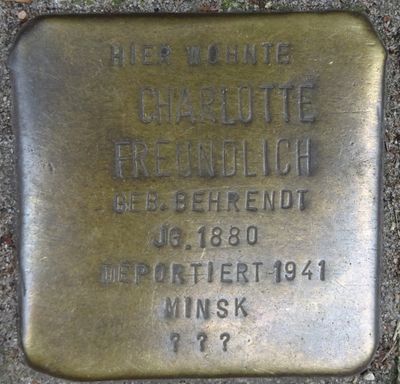 HIER WOHNTE
CHARLOTTE
FREUNDLICH
GEB. BEHRENDT
JG. 1880
DEPORTIERT 1941
MINSK
? ? ?